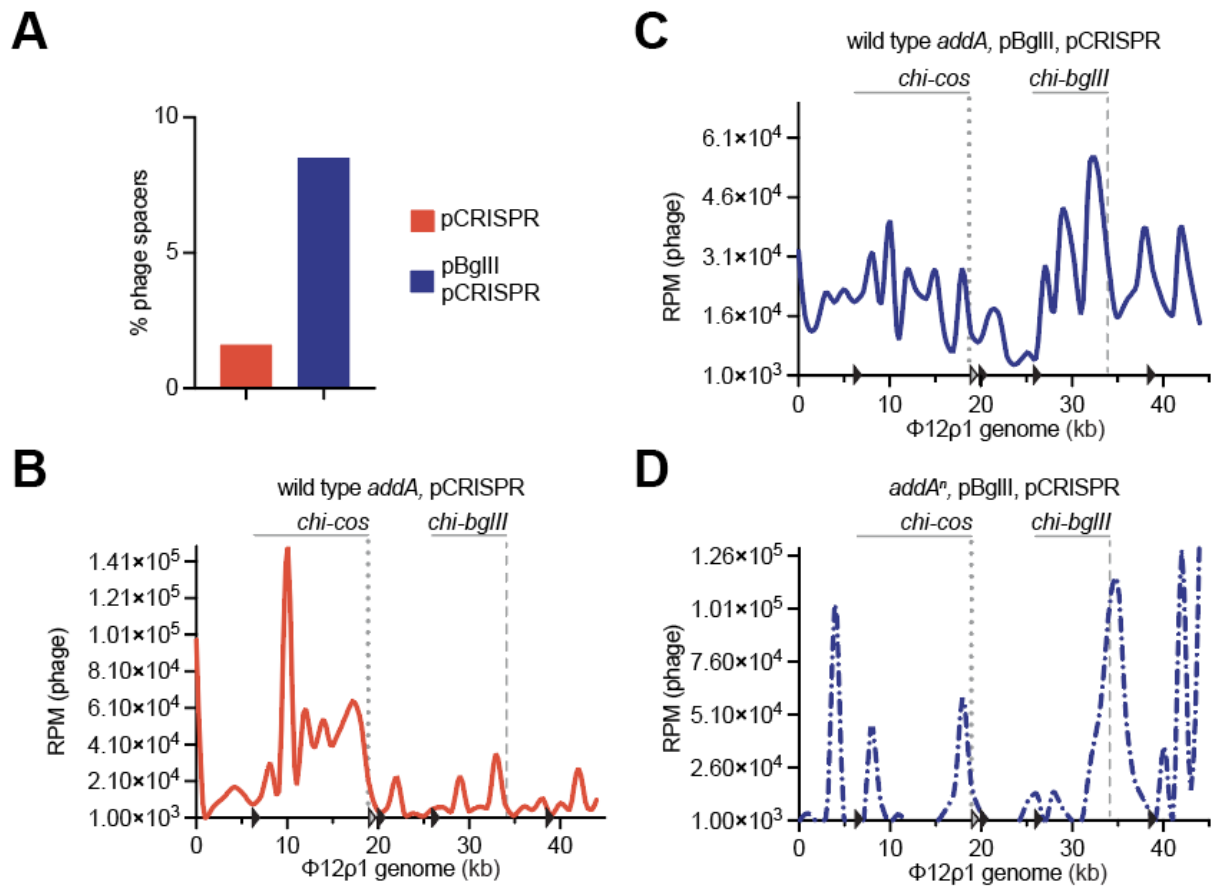 A
10
5
0
% phage spacers
pCRISPR
pBglII
pCRISPR
B
wild type addA, pCRISPR
chi-cos
chi-bglII
1.41×10⁵
1.21×10⁵
1.01×10⁵
8.10×10⁴
6.10×10⁴
4.10×10⁴
2.10×10⁴
1.00×10³
RPM (phage)
0
10
20
30
40
Φ12ρ1 genome (kb)
C
wild type addA, pBglII, pCRISPR
chi-cos
chi-bglII
6.1×10⁴
4.6×10⁴
3.1×10⁴
1.6×10⁴
1.0×10³
RPM (phage)
0
10
20
30
40
Φ12ρ1 genome (kb)
D
addAⁿ, pBglII, pCRISPR
chi-cos
chi-bglII
1.26×10⁵
1.01×10⁵
7.60×10⁴
5.10×10⁴
2.60×10⁴
1.00×10³
RPM (phage)
0
10
20
30
40
Φ12ρ1 genome (kb)